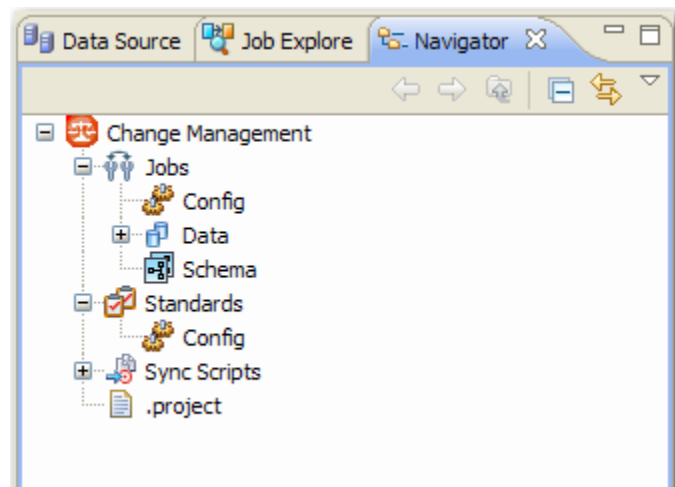 Data Source Job Explore Navigator
Change Management
Jobs
Config
Data
Schema
Standards
Config
Sync Scripts
.project